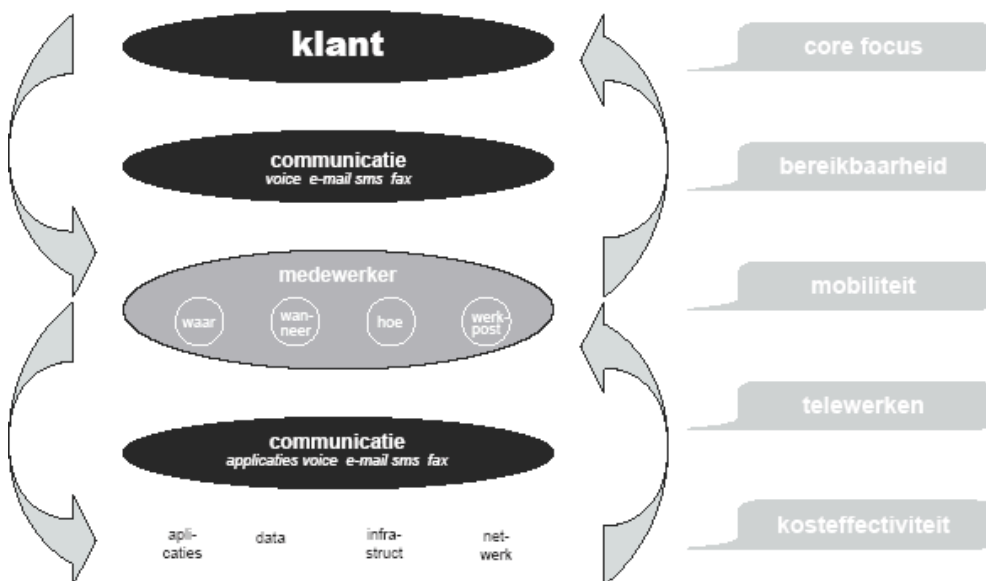 klant
core focus
communicatie
voice e-mail sms fax
bereikbaarheid
medewerker
waar
wan-
neer
hoe
werk-
post
mobiliteit
communicatie
applicaties voice e-mail sms fax
telewerken
apli-
caties
data
infra-
struct
net-
werk
kosteffectiviteit